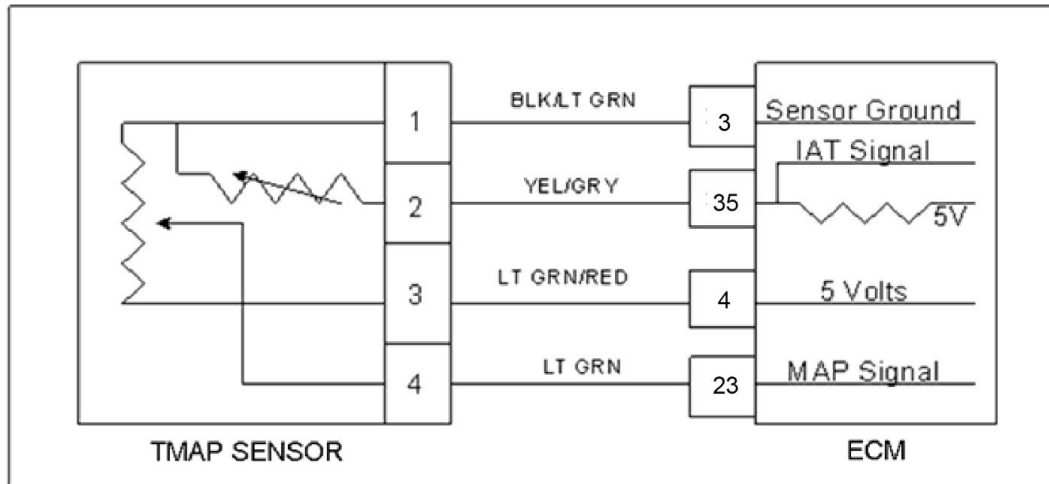 1 BLK/LT GRN 3 Sensor Ground
IAT Signal
2 YEL/GRY 35 5V
3 LT GRN/RED 4 5 Volts
4 LT GRN 23 MAP Signal
TMAP SENSOR ECM